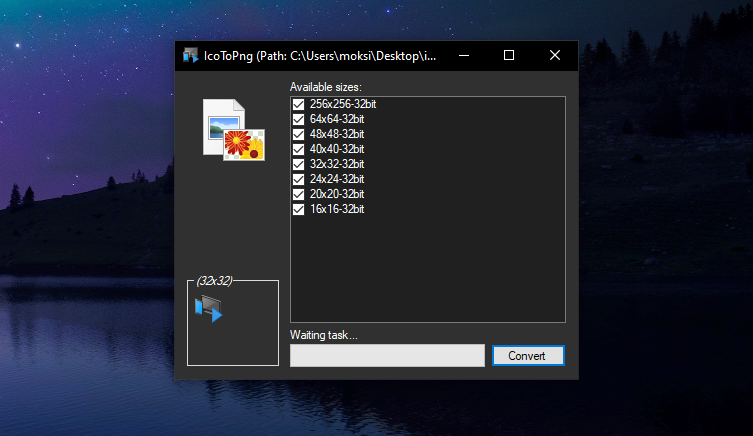 IcoToPng (Path: C:\Users\moksi\Desktop\i...
Available sizes:
256x256-32bit
64x64-32bit
48x48-32bit
40x40-32bit
32x32-32bit
24x24-32bit
20x20-32bit
16x16-32bit
(32x32)
Waiting task...
Convert